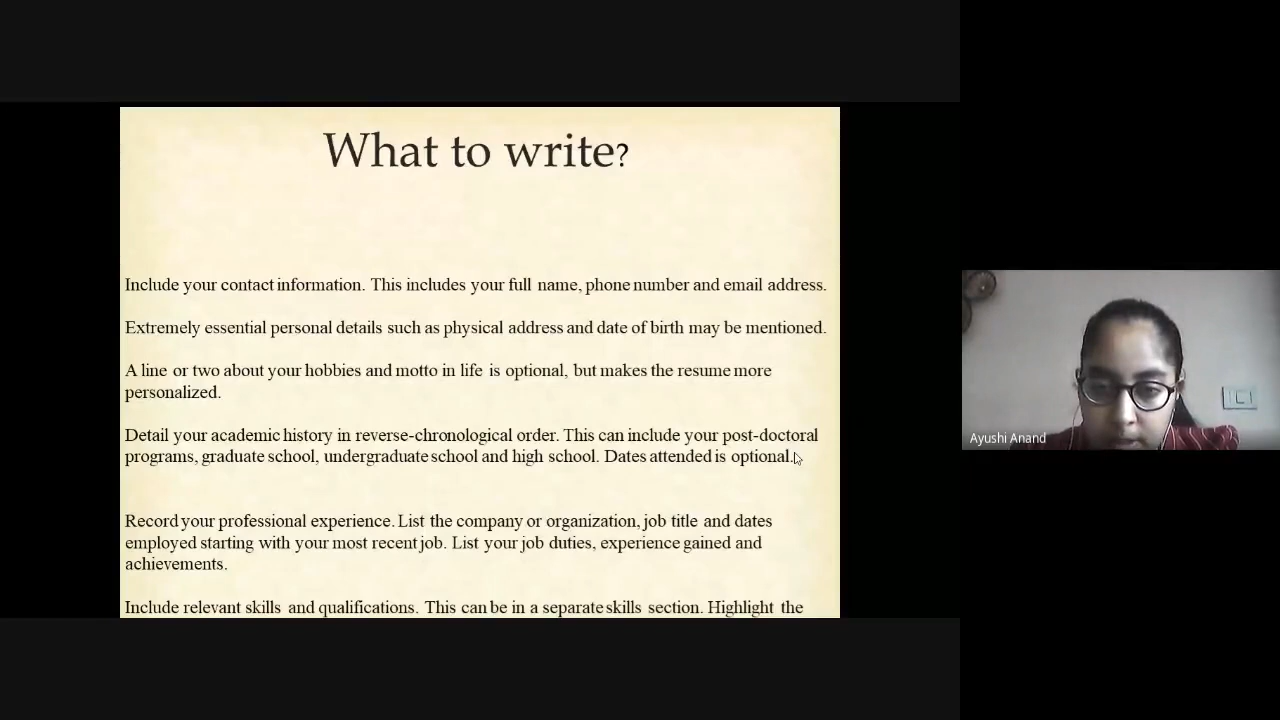 What to write?
Include your contact information. This includes your full name, phone number and email address.
Extremely essential personal details such as physical address and date of birth may be mentioned.
A line or two about your hobbies and motto in life is optional, but makes the resume more
personalized.
Detail your academic history in reverse-chronological order. This can include your post-doctoral
programs, graduate school, undergraduate school and high school. Dates attended is optional.
Record your professional experience. List the company or organization, job title and dates
employed starting with your most recent job. List your job duties, experience gained and
achievements.
Include relevant skills and qualifications. This can be in a separate skills section. Highlight the
Ayushi Anand